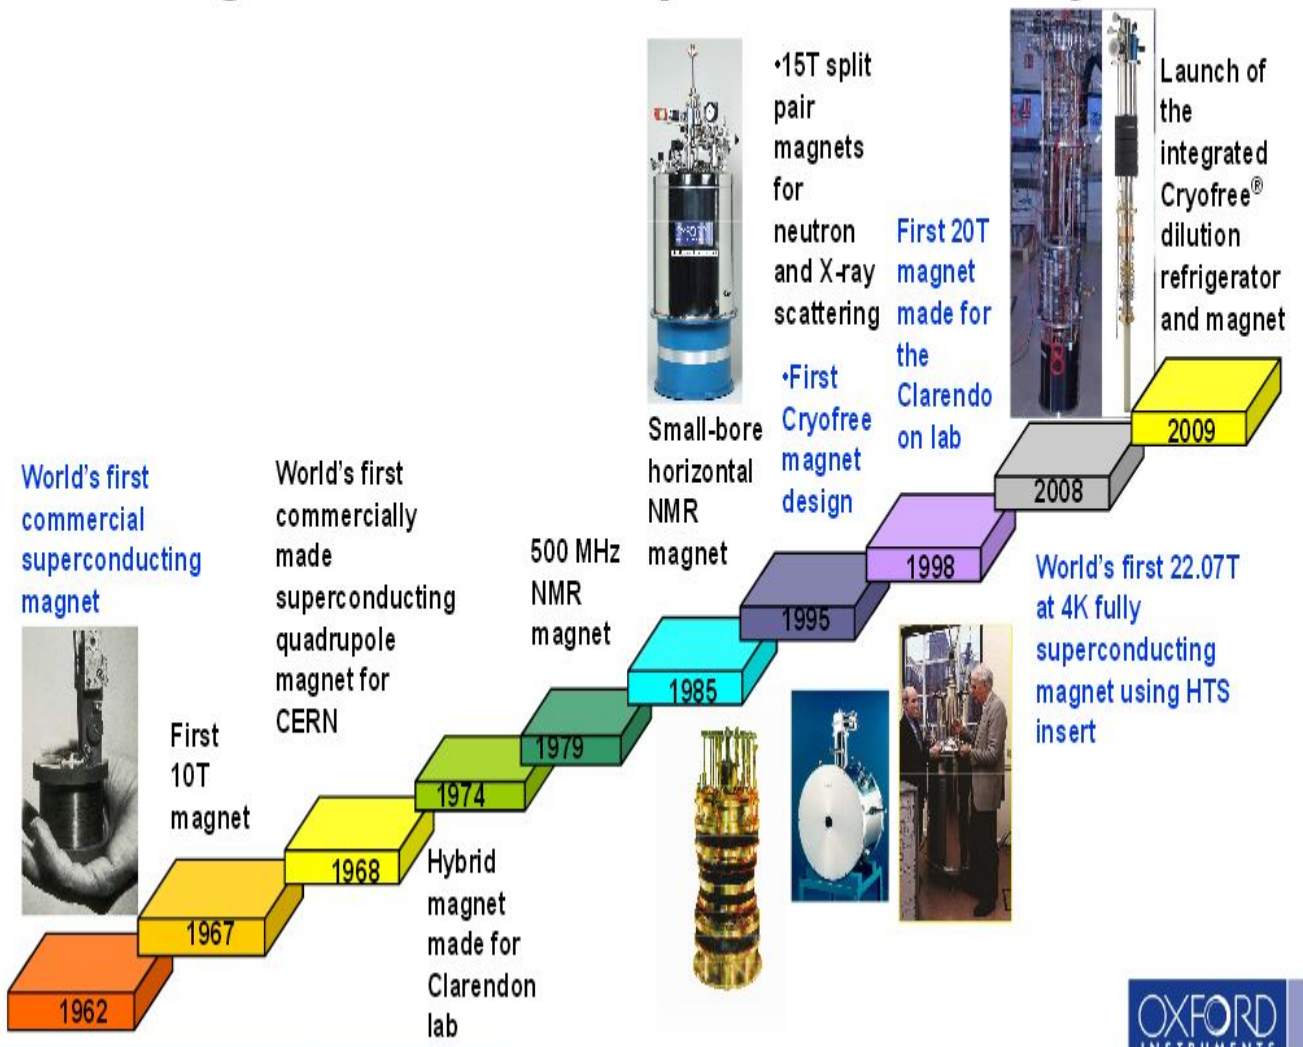 World's first
commercial
superconducting
magnet
1962
First
10T
magnet
1967
World's first
commercially
made
superconducting
quadrupole
magnet for
CERN
1968
Hybrid
magnet
made for
Clarendon
lab
1974
500 MHz
NMR
magnet
1979
Small-bore
horizontal
NMR
magnet
1985
•15T split
pair
magnets
for
neutron
and X-ray
scattering
•First
Cryofree
magnet
design
1995
First 20T
magnet
made for
the
Clarendo
on lab
1998
World's first 22.07T
at 4K fully
superconducting
magnet using HTS
insert
2008
Launch of
the
integrated
Cryofree®
dilution
refrigerator
and magnet
2009
OXFORD
OXFORD
INSTRUMENTS